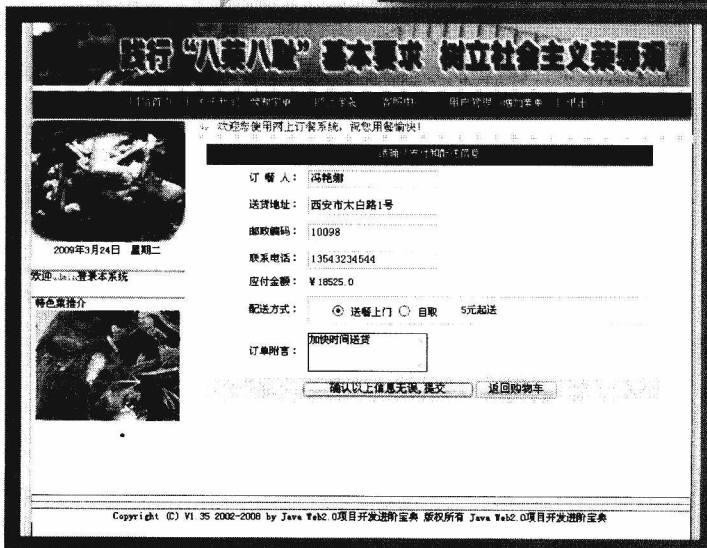 践行“八荣八耻”基本要求 树立社会主义荣辱观
欢迎您使用网上订餐系统，祝您用餐愉快！
订 餐 人： 冯艳娜
送货地址： 西安市太白路1号
邮政编码： 10098
2009年3月24日 星期二
联系电话： 13543234544
欢迎 登录本系统
应付金额： ￥18525.0
特色菜推介
配送方式： 送餐上门 自取 5元起送
订单附言： 加快时间送货
确认以上信息无误,提交 返回购物车
Copyright (C) V1.35 2002-2008 by Java Web2.0项目开发进阶宝典 版权所有 Java Web2.0项目开发进阶宝典